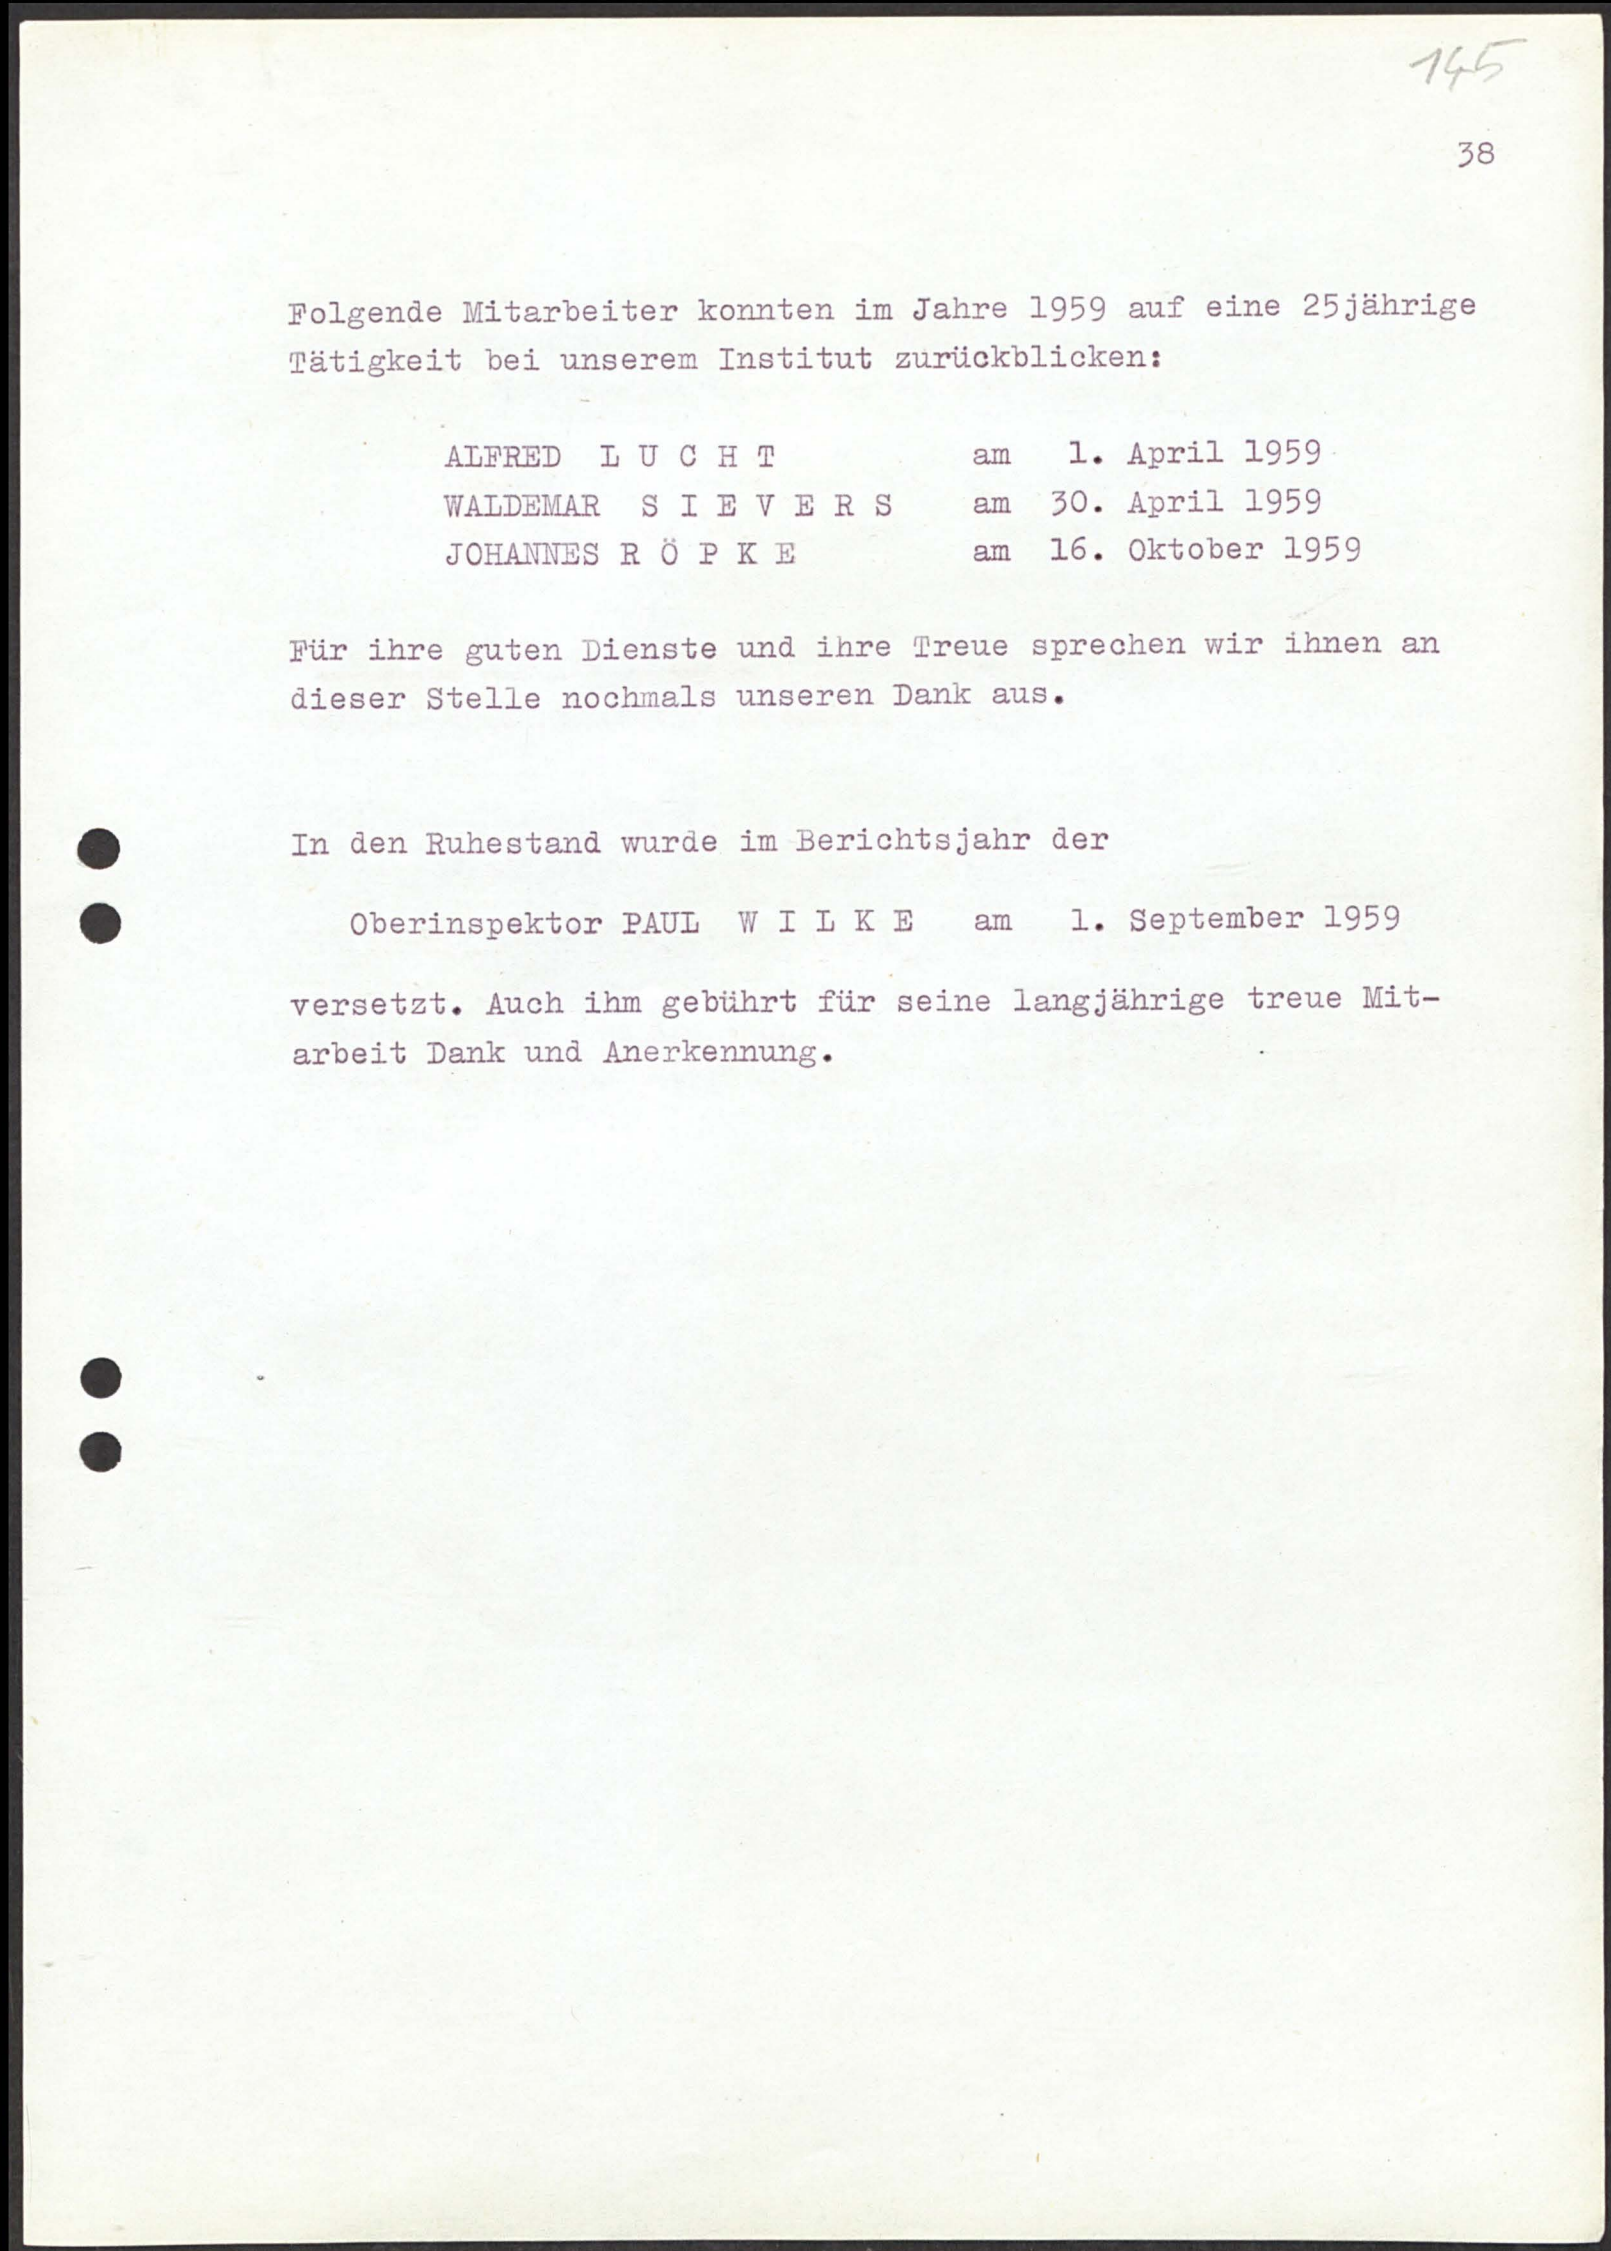 145
38
Folgende Mitarbeiter konnten im Jahre 1959 auf eine 25jährige
Tätigkeit bei unserem Institut zurückblicken:
ALFRED L U C H T am 1. April 1959
WALDEMAR S I E V E R S am 30. April 1959
JOHANNES R Ö P K E am 16. Oktober 1959
Für ihre guten Dienste und ihre Treue sprechen wir ihnen an
dieser Stelle nochmals unseren Dank aus.
In den Ruhestand wurde im Berichtsjahr der
Oberinspektor PAUL W I L K E am 1. September 1959
versetzt. Auch ihm gebührt für seine langjährige treue Mit-
arbeit Dank und Anerkennung.